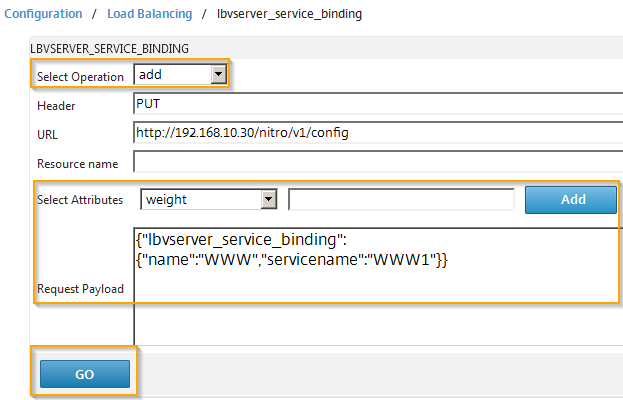 Configuration / Load Balancing / lbvserver_service_binding
LBVSERVER_SERVICE_BINDING
Select Operation add
Header PUT
URL http://192.168.10.30/nitro/v1/config
Resource name
Select Attributes weight Add
{"lbvserver_service_binding":
{"name":"WWW","servicename":"WWW1"}}
Request Payload
GO